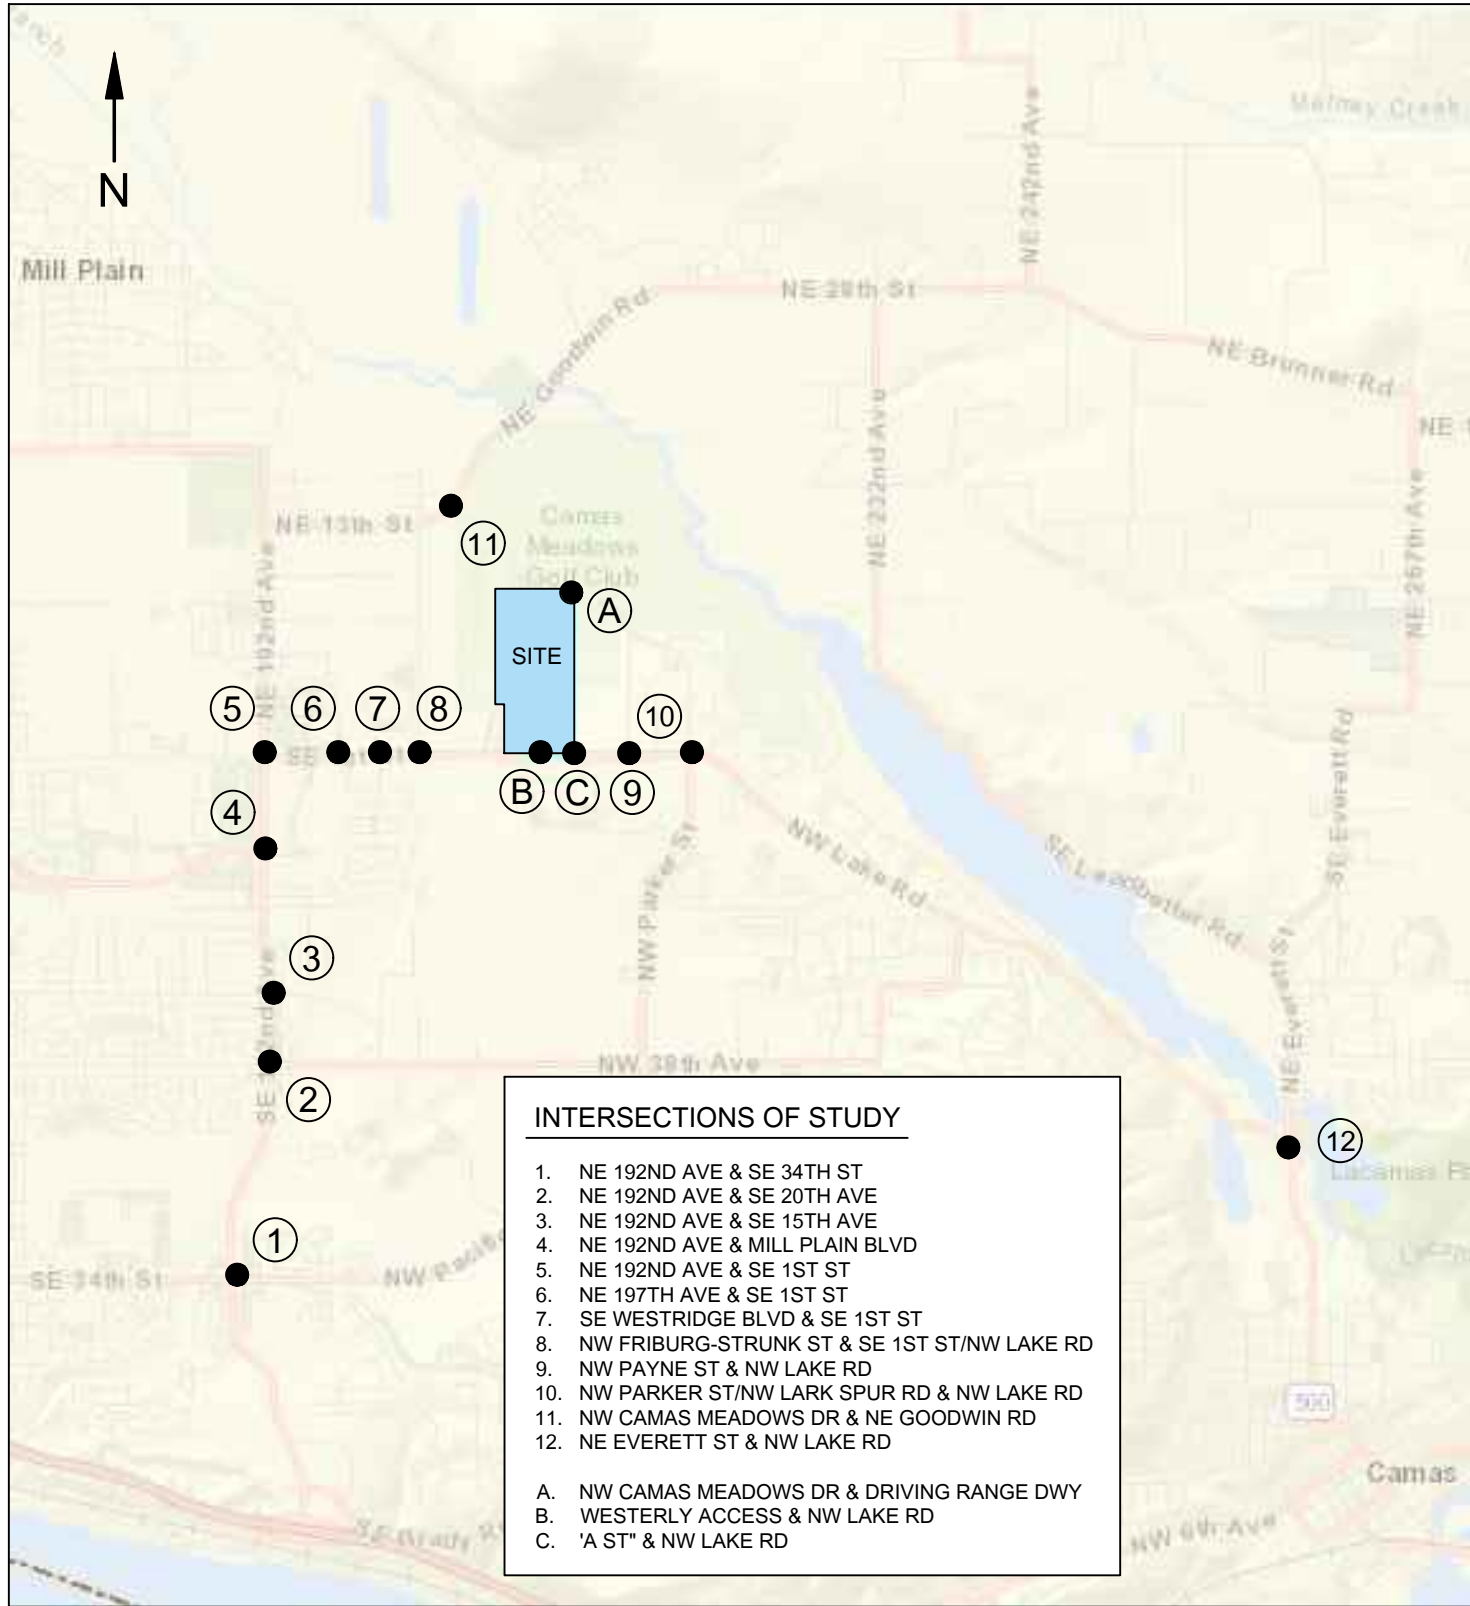 N
Mill Plain
Matney Creek
NE 242nd Ave
NE 28th St
NE Goodwin Rd
NE Brunner Rd
NE 232nd Ave
NE 267th Ave
NE 13th St
NE 192nd Ave
11
Camas
Meadows
Golf Club
A
SITE
5
6
7
8
10
B
C
9
4
NW Lake Rd
NW Parker St
SE Leadbetter Rd
SE Everett Rd
NE Everett St
3
2
NW 38th Ave
12
1
SE 34th St
500
Camas
NW 6th Ave
INTERSECTIONS OF STUDY
1. NE 192ND AVE & SE 34TH ST
2. NE 192ND AVE & SE 20TH AVE
3. NE 192ND AVE & SE 15TH AVE
4. NE 192ND AVE & MILL PLAIN BLVD
5. NE 192ND AVE & SE 1ST ST
6. NE 197TH AVE & SE 1ST ST
7. SE WESTRIDGE BLVD & SE 1ST ST
8. NW FRIBURG-STRUNK ST & SE 1ST ST/NW LAKE RD
9. NW PAYNE ST & NW LAKE RD
10. NW PARKER ST/NW LARK SPUR RD & NW LAKE RD
11. NW CAMAS MEADOWS DR & NE GOODWIN RD
12. NE EVERETT ST & NW LAKE RD
A. NW CAMAS MEADOWS DR & DRIVING RANGE DWY
B. WESTERLY ACCESS & NW LAKE RD
C. 'A ST" & NW LAKE RD